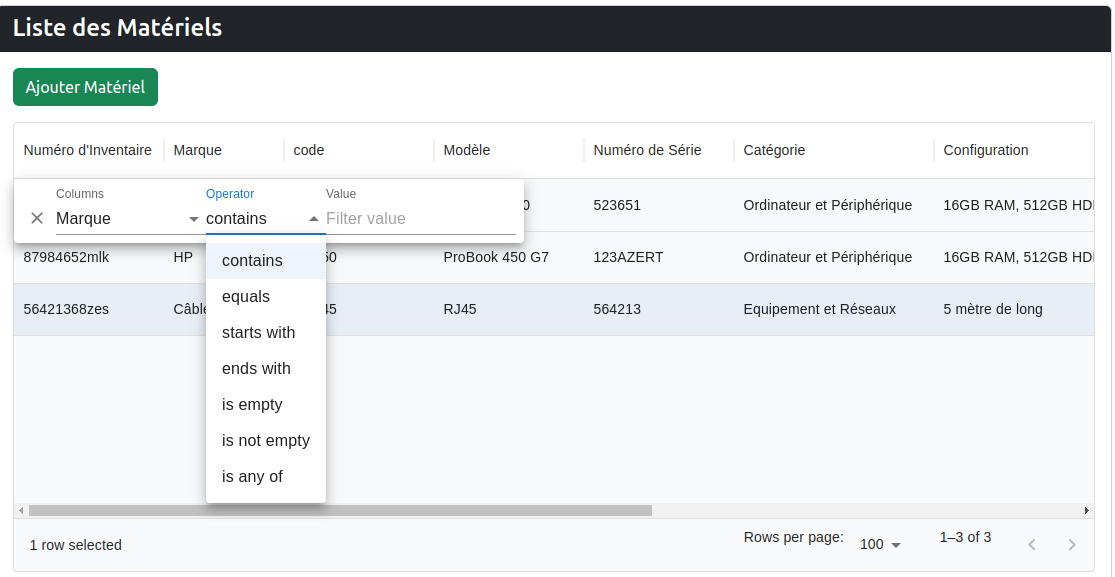 Liste des Matériels
Ajouter Matériel
Numéro d'Inventaire Marque code Modèle Numéro de Série Catégorie Configuration
Columns Operator Value
Marque contains Filter value
0 523651 Ordinateur et Périphérique 16GB RAM, 512GB HD
87984652mlk HP 50 ProBook 450 G7 123AZERT Ordinateur et Périphérique 16GB RAM, 512GB HD
56421368zes Câble 45 RJ45 564213 Equipement et Réseaux 5 mètre de long
contains
equals
starts with
ends with
is empty
is not empty
is any of
1 row selected Rows per page: 100 1–3 of 3